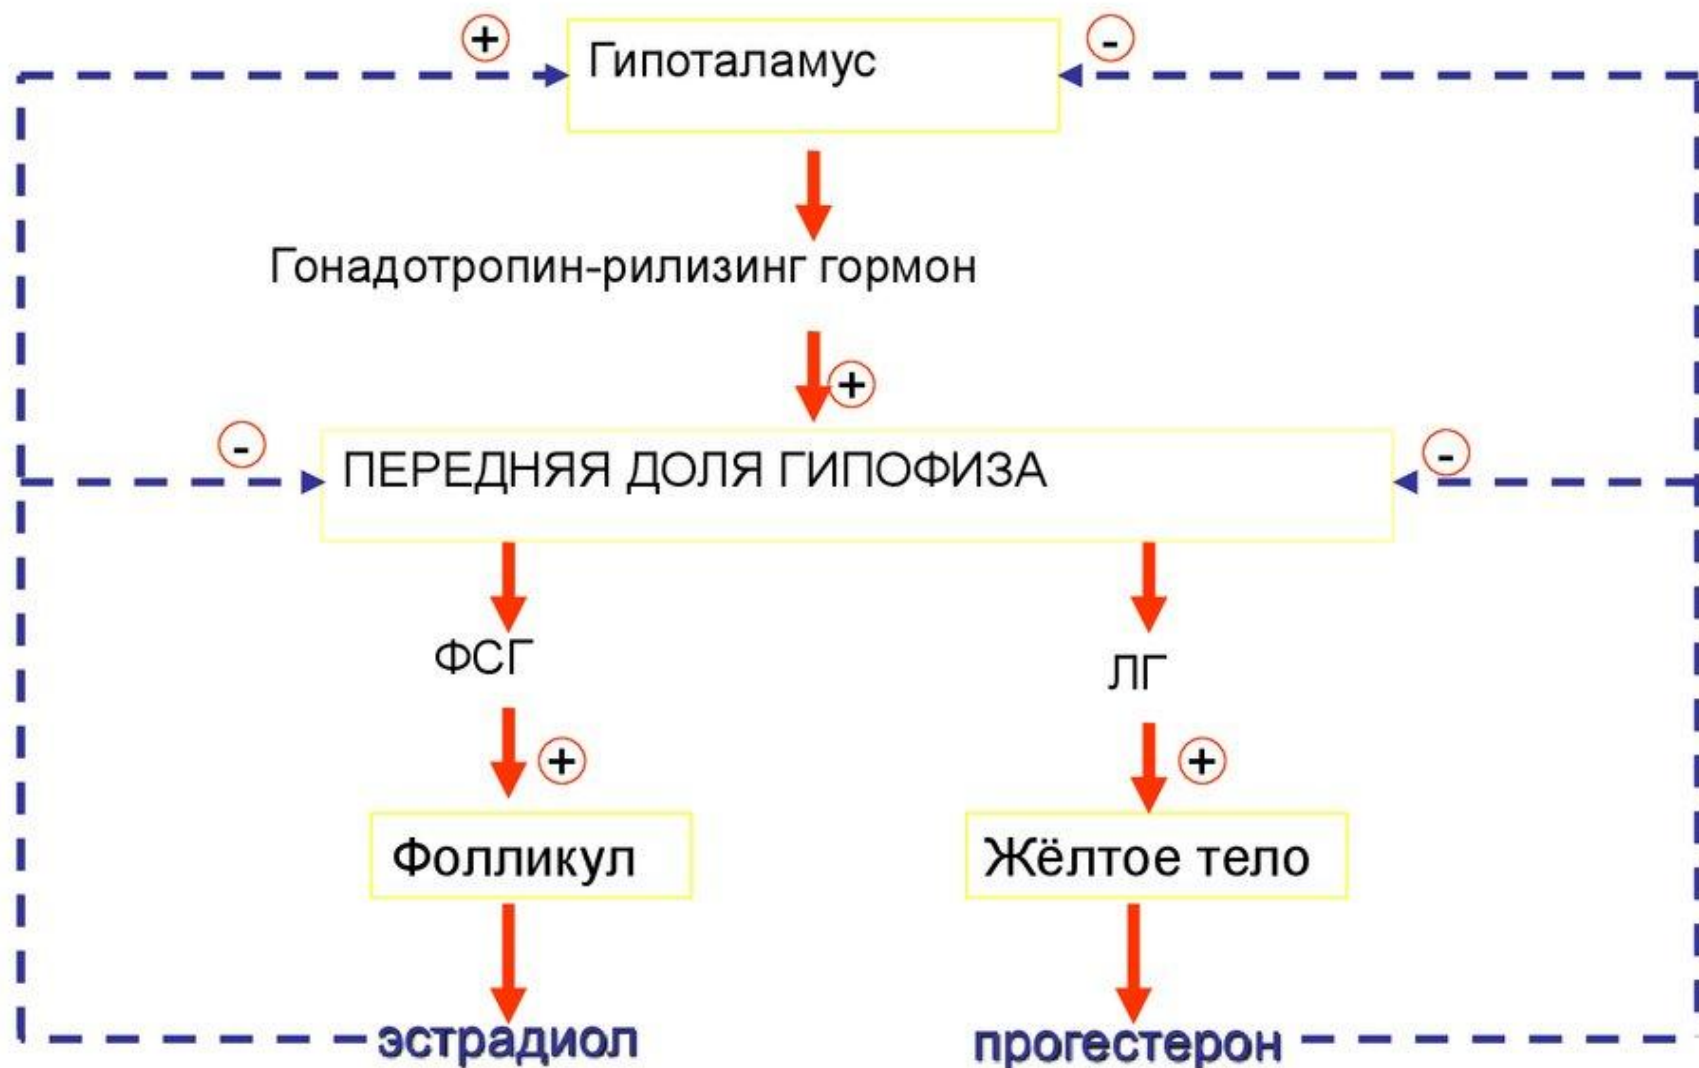 +
-
Гипоталамус
Гонадотропин-рилизинг гормон
+
-
-
ПЕРЕДНЯЯ ДОЛЯ ГИПОФИЗА
ФСГ
ЛГ
+
+
Фолликул
Жёлтое тело
эстрадиол
прогестерон